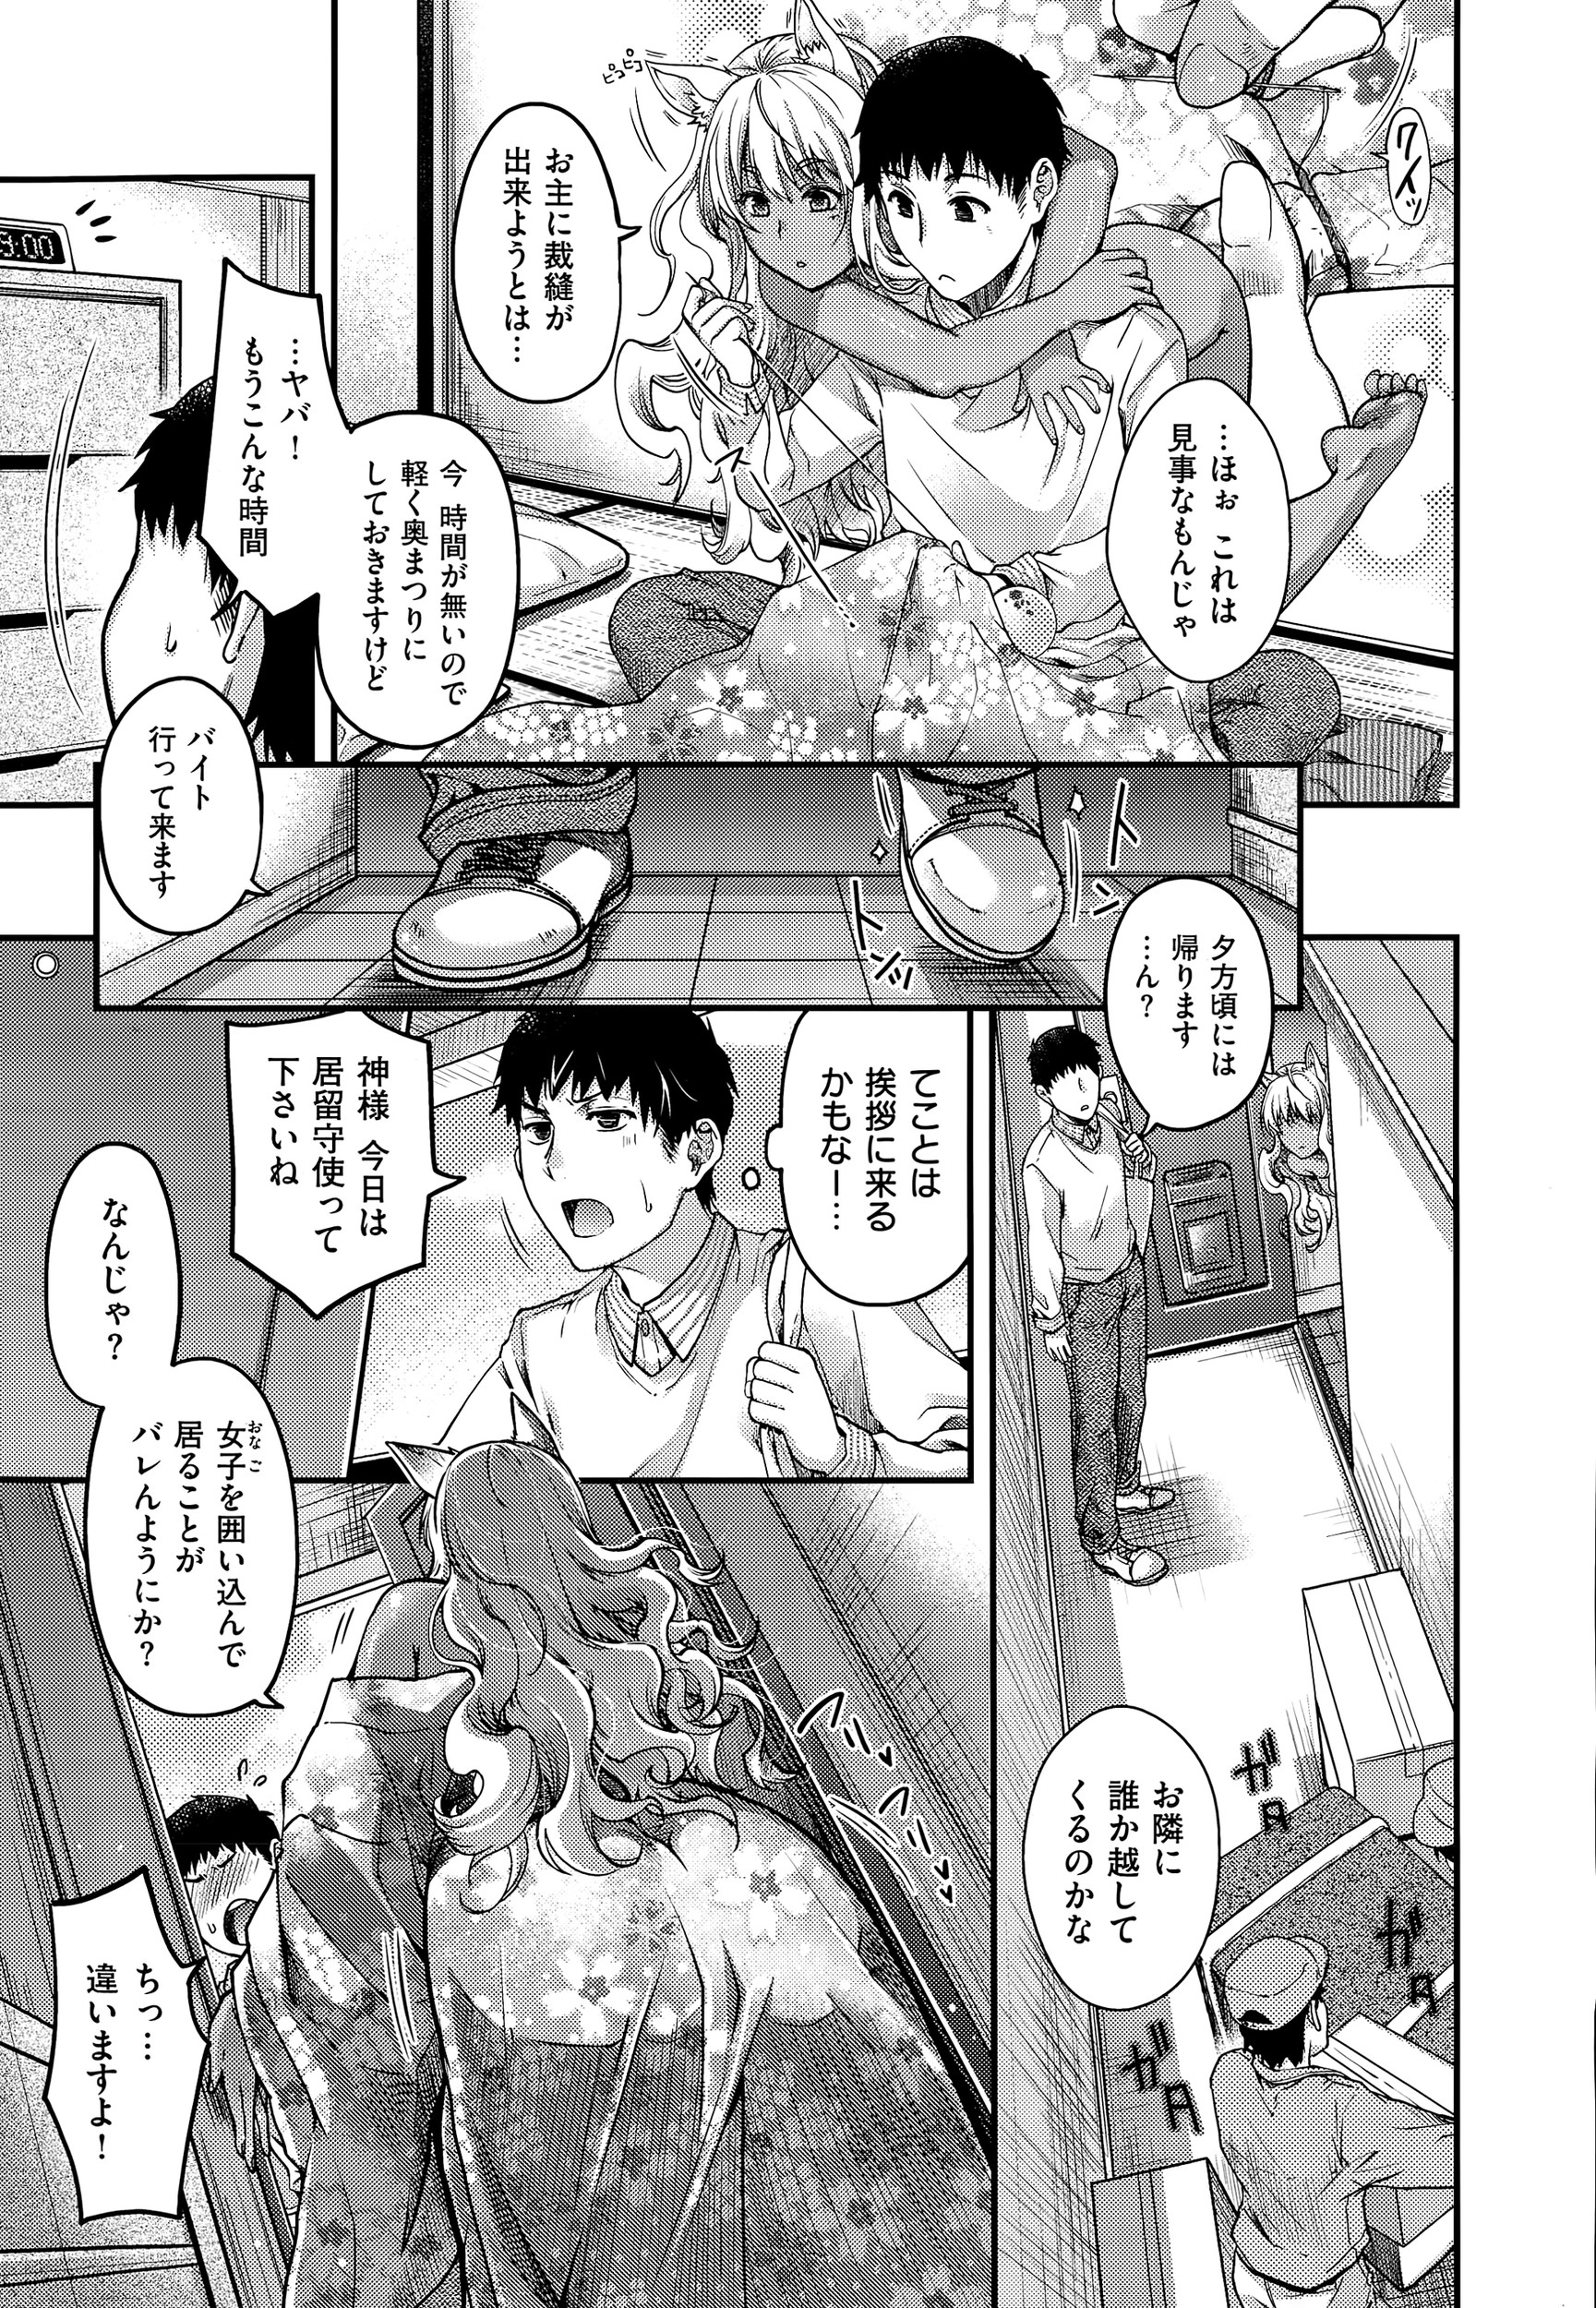 ワイッ
…ほぉ これは
見事なもんじゃ
ピコピコ
お主に裁縫が
出来ようとは…
スッ
今 時間が無いので
軽く奥まつりに
しておきますけど
9:00
…ヤバ！
もうこんな時間
バイト
行って来ます
トン
トンッ
夕方頃には
帰ります
…ん？
お隣に
誰か越して
くるのかな
ガタ
ガタ
ガタ
てことは
挨拶に来る
かもなー…
神様 今日は
居留守使って
下さいね
なんじゃ？
女子を囲い込んで
おなご
居ることが
バレんようにか？
ちっ…
違いますよ！